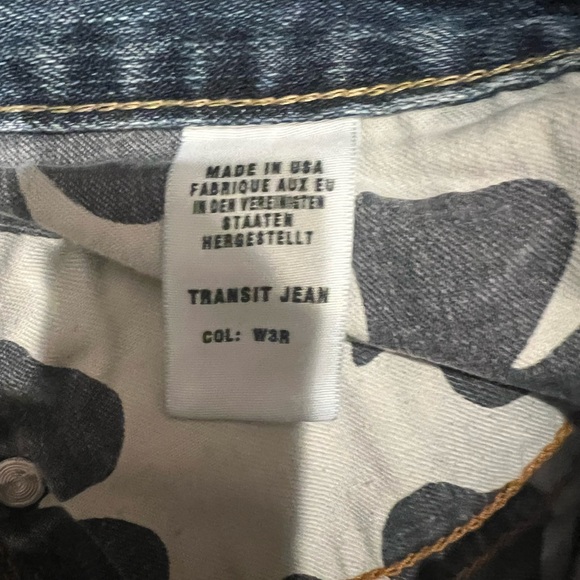 MADE IN USA
FABRIQUE AUX EU
IN DEN VEREINIGTEN
STAATEN
HERGESTELLT
TRANSIT JEAN
COL: W3R